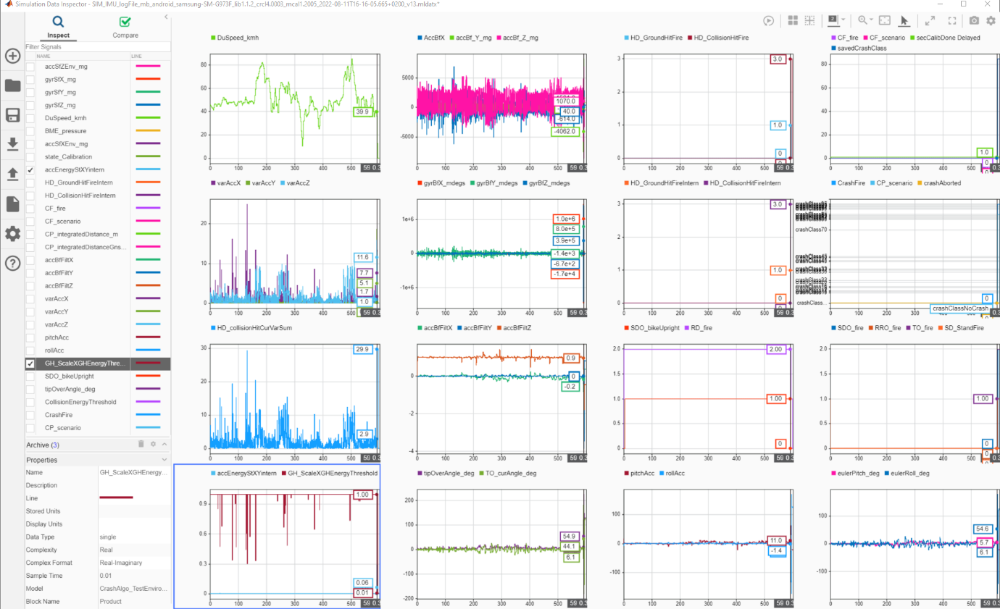 Simulation Data Inspector - SIM_IMU_logFile_mb_android_samsung-SM-G973F_lib1.1.2_crcl4.0003_mcal1.2005_2022-08-11T16-16-05.665+0200_v13.mldatx*
Inspect Compare
Filter Signals
NAME LINE
accSfZEnv_mg
gyrSfX_mg
gyrSfY_mg
gyrSfZ_mg
DuSpeed_kmh
BME_pressure
accSfXEnv_mg
state_Calibration
accEnergyStXYintern
HD_GroundHitFireIntern
HD_CollisionHitFireIntern
CF_fire
CF_scenario
CP_integratedDistance_m
CP_integratedDistanceGns...
accBfFiltX
accBfFiltY
accBfFiltZ
varAccX
varAccY
varAccZ
pitchAcc
rollAcc
GH_ScaleXGHEnergyThre...
SDO_bikeUpright
tipOverAngle_deg
CollisionEnergyThreshold
CrashFire
CP_scenario
Archive (3)
Properties
Name GH_ScaleXGHEnergy...
Description
Line
Stored Units
Display Units
Data Type single
Complexity Real
Complex Format Real-Imaginary
Sample Time 0.01
Model CrashAlgo_TestEnviro...
Block Name Product
DuSpeed_kmh
80
60
40
20
0
39.9
0 100 200 300 400 500 59 0.3
AccBfX accBf_Y_mg accBf_Z_mg
5000
0
-5000
1070.0
40.0
-614.0
-4062.0
0 100 200 300 400 500 59 0.3
HD_GroundHitFire HD_CollisionHitFire
3
2
1
0
3.0
1.0
0
0 100 200 300 400 500 59 0.3
CF_fire CF_scenario secCalibDone Delayed
savedCrashClass
80
60
40
20
0
1.0
0
0 100 200 300 400 500 59 0.3
varAccX varAccY varAccZ
20
10
0
11.6
7.7
5.1
1.7
1.0
0 100 200 300 400 500 59 0.3
gyrBfX_mdegs gyrBfY_mdegs gyrBfZ_mdegs
1e+6
0
-1e+6
1.0e+6
8.0e+5
3.9e+5
-1.4e+3
-6.7e+2
-1.7e+4
0 100 200 300 400 500 59 0.3
HD_GroundHitFireIntern HD_CollisionHitFireIntern
3
2
1
0
3.0
1.0
0
0 100 200 300 400 500 59 0.3
CrashFire CP_scenario crashAborted
crashClass70
crashClass...
0
crashClassNoCrash
0 100 200 300 400 500 59 0.3
HD_collisionHitCurVarSum
30
20
10
0
29.9
2.9
0 100 200 300 400 500 59 0.3
accBfFiltX accBfFiltY accBfFiltZ
0
-2
-4
0.9
0
-0.2
0 100 200 300 400 500 59 0.3
SDO_bikeUpright RD_fire
2.0
1.5
1.0
0.5
0
2.00
1.00
0
0 100 200 300 400 500 59 0.3
SDO_fire RRO_fire TO_fire SD_StandFire
2.0
1.5
1.0
0.5
0
1.00
0
0 100 200 300 400 500 59 0.3
accEnergyStXYintern GH_ScaleXGHEnergyThreshold
0.9
0.6
0.3
0
1.00
0.06
0.01
0 100 200 300 400 500 59 0.3
tipOverAngle_deg TO_curAngle_deg
200
100
0
-100
-200
54.9
44.1
6.1
0 100 200 300 400 500 59 0.3
pitchAcc rollAcc
100
0
-100
11.0
-1.4
0 100 200 300 400 500 59 0.3
eulerPitch_deg eulerRoll_deg
100
0
-100
54.6
5.7
6.1
0 100 200 300 400 500 59 0.3